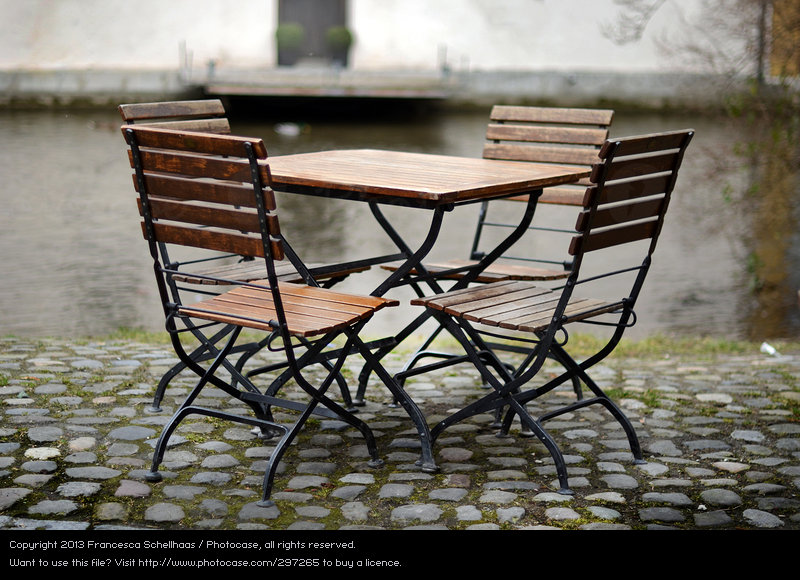 Copyright 2013 Francesca Schellhaas / Photocase, all rights reserved.
Want to use this file? Visit http://www.photocase.com/297265 to buy a licence.